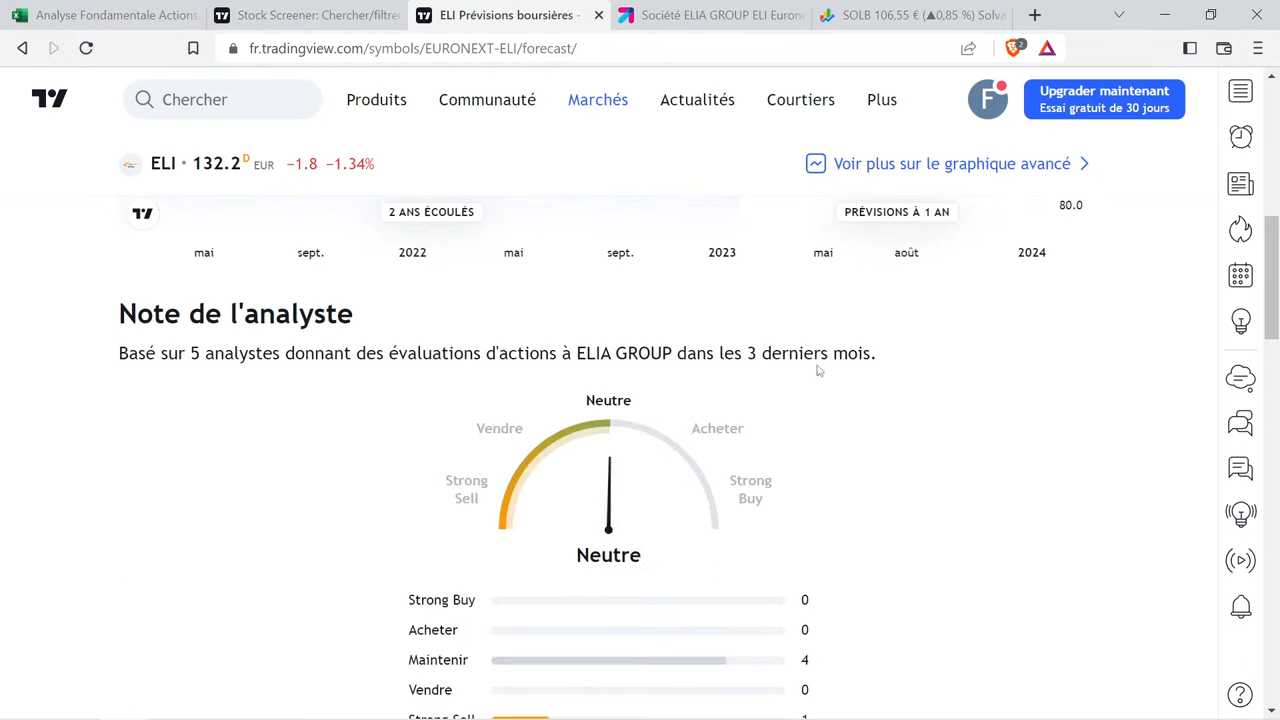 Analyse Fondamentale Actions
Stock Screener: Chercher, filtrer
ELI Prévisions boursières -
Société ELIA GROUP ELI Euron
SOLB 106,55 € (▲0,85 %) Solva
fr.tradingview.com/symbols/EURONEXT-ELI/forecast/
2
Chercher
Produits
Communauté
Marchés
Actualités
Courtiers
Plus
F
Upgrader maintenant
Essai gratuit de 30 jours
ELI • 132.2 D EUR −1.8 −1.34%
Voir plus sur le graphique avancé
2 ANS ÉCOULÉS
PRÉVISIONS À 1 AN
80.0
mai sept. 2022 mai sept. 2023 mai août 2024
Note de l'analyste
Basé sur 5 analystes donnant des évaluations d'actions à ELIA GROUP dans les 3 derniers mois.
Neutre
Vendre
Acheter
Strong
Sell
Strong
Buy
Neutre
Strong Buy 0
Acheter 0
Maintenir 4
Vendre 0
Strong Sell 1